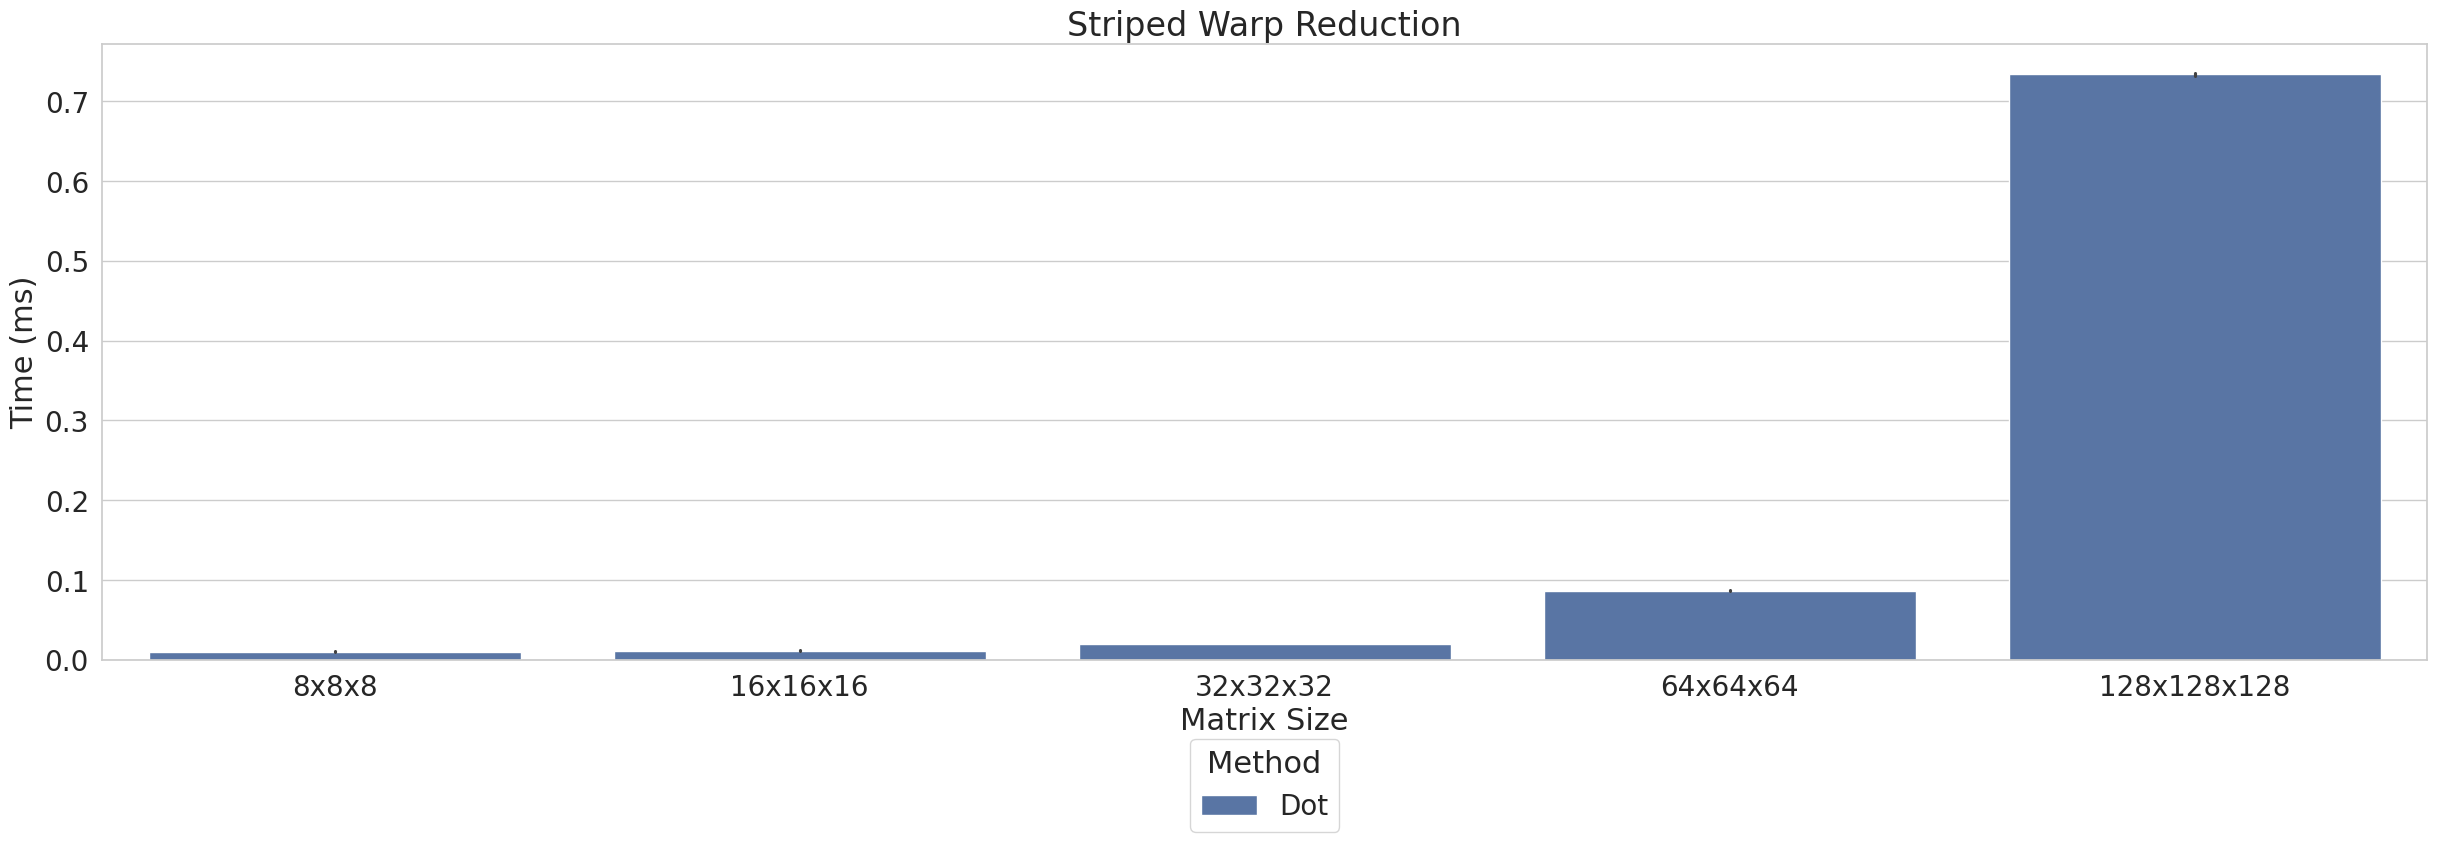 Striped Warp Reduction
Time (ms)
0.7
0.6
0.5
0.4
0.3
0.2
0.1
0.0
8x8x8 16x16x16 32x32x32 64x64x64 128x128x128
Matrix Size
Method
Dot